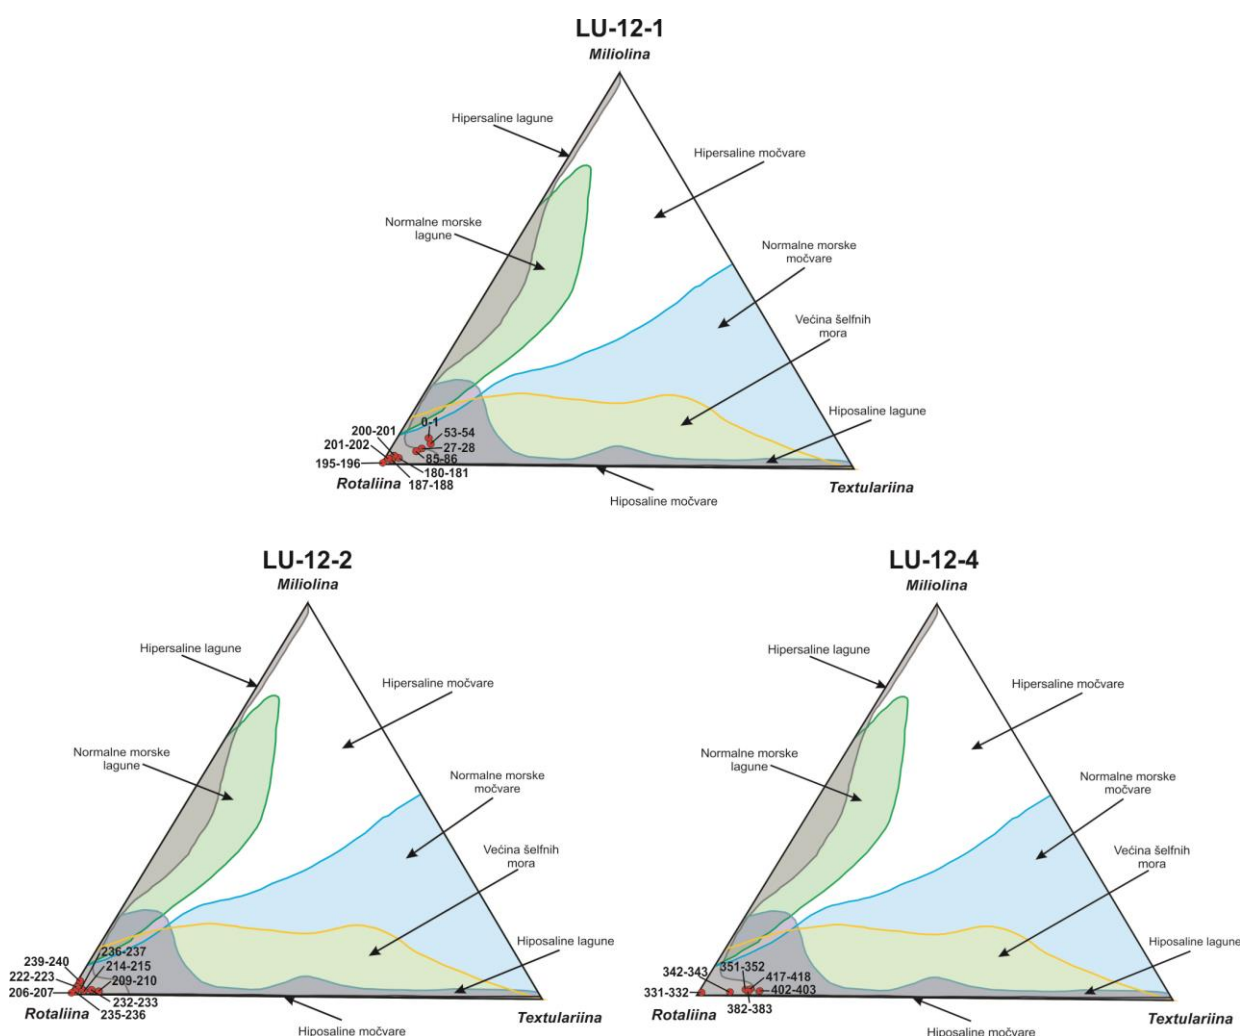 LU-12-1
Miliolina
Hipersaline lagune
Hipersaline močvare
Normalne morske
lagune
Normalne morske
močvare
Većina šelfnih
mora
Hiposaline lagune
200-201
0-1
53-54
201-202
27-28
195-196
85-86
180-181
187-188
Rotaliina
Textulariina
Hiposaline močvare
LU-12-2
Miliolina
Hipersaline lagune
Hipersaline močvare
Normalne morske
lagune
Normalne morske
močvare
Većina šelfnih
mora
Hiposaline lagune
236-237
239-240
214-215
222-223
209-210
206-207
232-233
235-236
Rotaliina
Textulariina
Hiposaline močvare
LU-12-4
Miliolina
Hipersaline lagune
Hipersaline močvare
Normalne morske
lagune
Normalne morske
močvare
Većina šelfnih
mora
Hiposaline lagune
351-352
342-343
417-418
331-332
402-403
382-383
Rotaliina
Textulariina
Hiposaline močvare